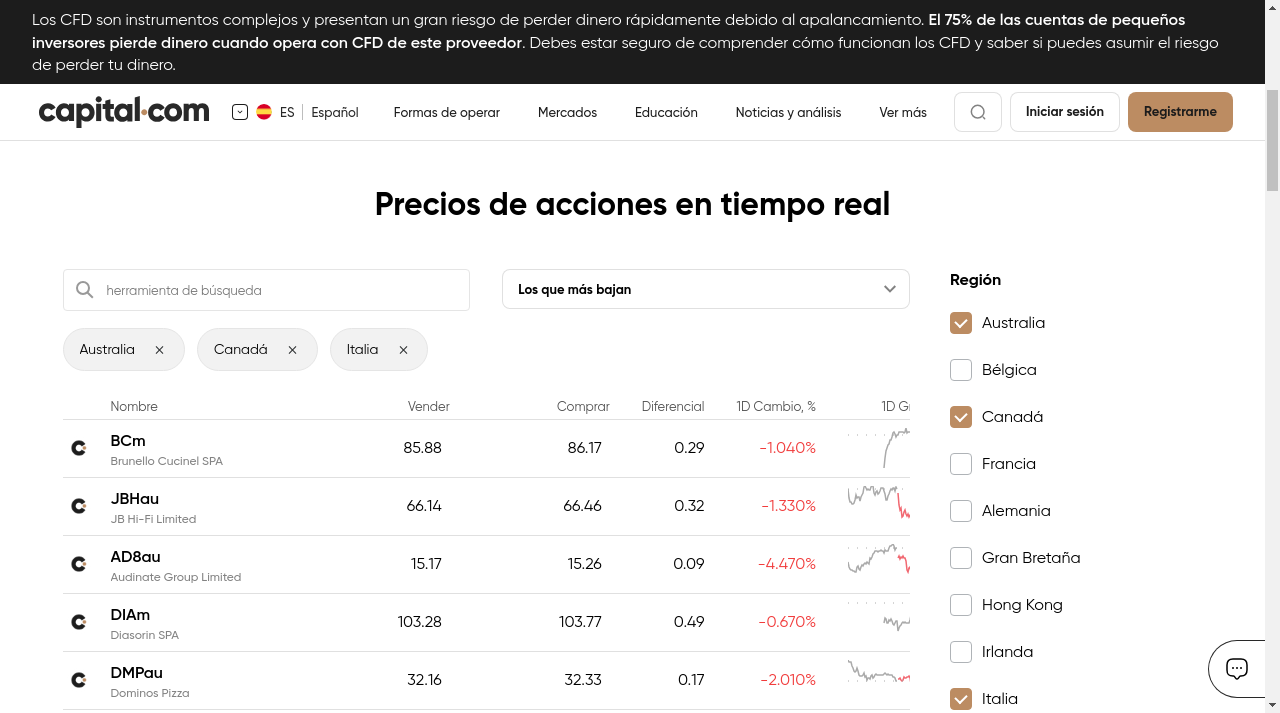 Los CFD son instrumentos complejos y presentan un gran riesgo de perder dinero rápidamente debido al apalancamiento. El 75% de las cuentas de pequeños
inversores pierde dinero cuando opera con CFD de este proveedor. Debes estar seguro de comprender cómo funcionan los CFD y saber si puedes asumir el riesgo
de perder tu dinero.
capital.com ES Español Formas de operar Mercados Educación Noticias y análisis Ver más Iniciar sesión Registrarme
Precios de acciones en tiempo real
herramienta de búsqueda
Los que más bajan
Australia Canadá Italia
Nombre Vender Comprar Diferencial 1D Cambio, %
BCm 85.88 86.17 0.29 -1.040%
Brunello Cucinel SPA
JBHau 66.14 66.46 0.32 -1.330%
JB Hi-Fi Limited
AD8au 15.17 15.26 0.09 -4.470%
Audinate Group Limited
DIAm 103.28 103.77 0.49 -0.670%
Diasorin SPA
DMPau 32.16 32.33 0.17 -2.010%
Dominos Pizza
Región
Australia
Bélgica
Canadá
Francia
Alemania
Gran Bretaña
Hong Kong
Irlanda
Italia